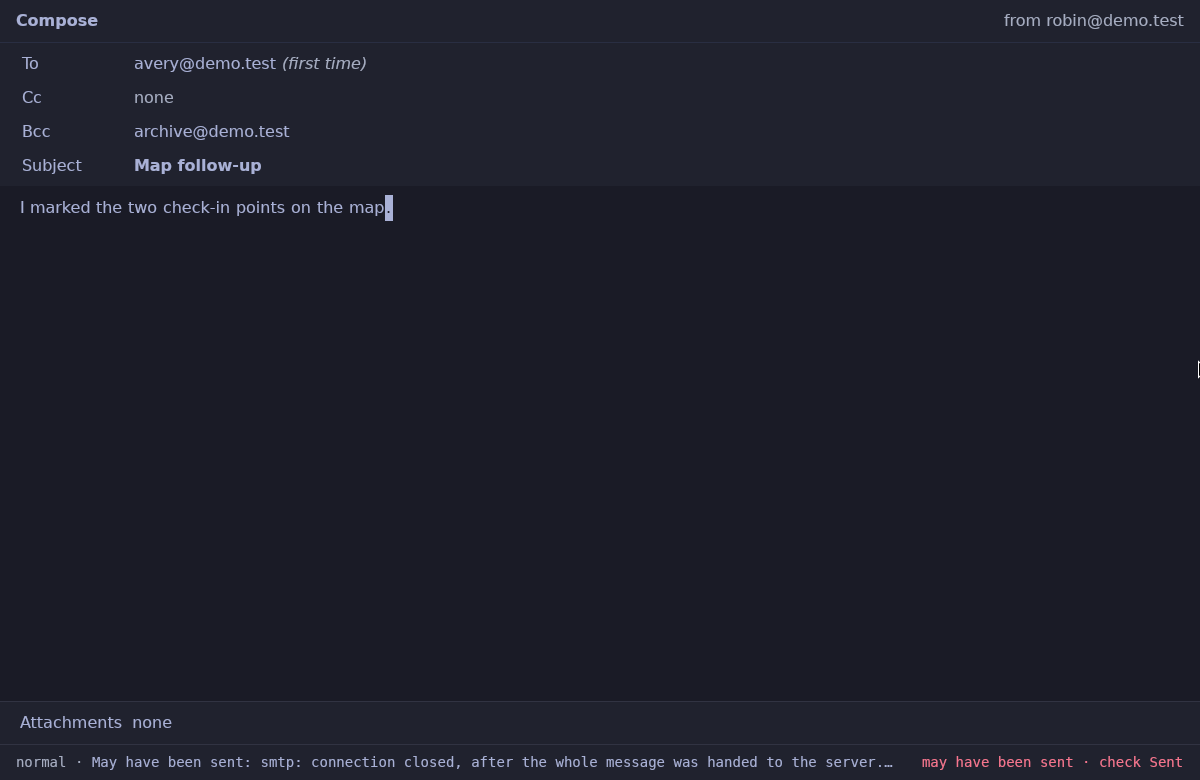 Compose from robin@demo.test
To avery@demo.test (first time)
Cc none
Bcc archive@demo.test
Subject Map follow-up
I marked the two check-in points on the map.
Attachments none
normal · May have been sent: smtp: connection closed, after the whole message was handed to the server.… may have been sent · check Sent